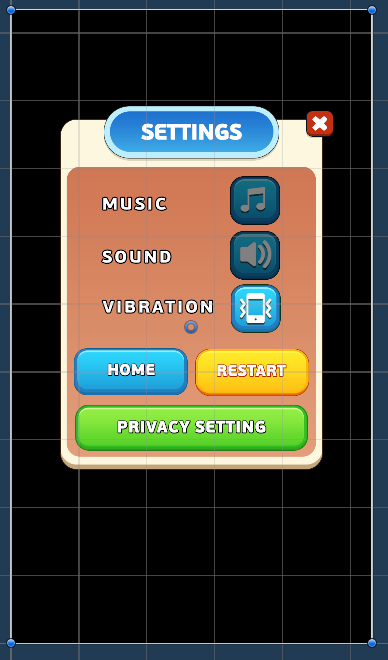 SETTINGS
MUSIC
SOUND
VIBRATION
HOME
RESTART
PRIVACY SETTING